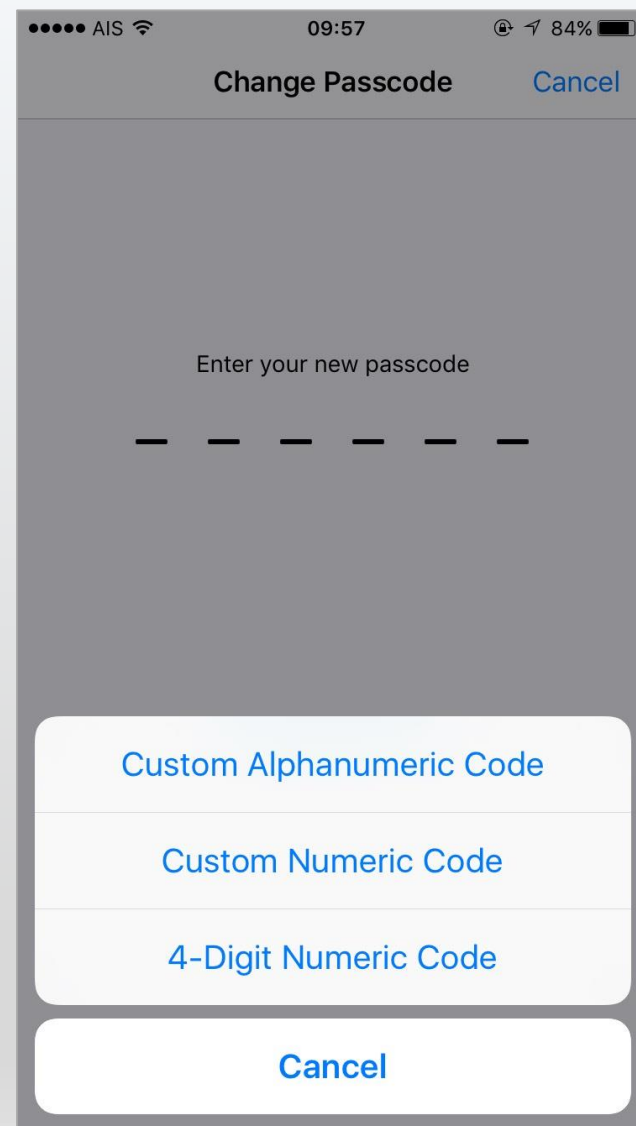 AIS 09:57 84%
Change Passcode Cancel
Enter your new passcode
Custom Alphanumeric Code
Custom Numeric Code
4-Digit Numeric Code
Cancel